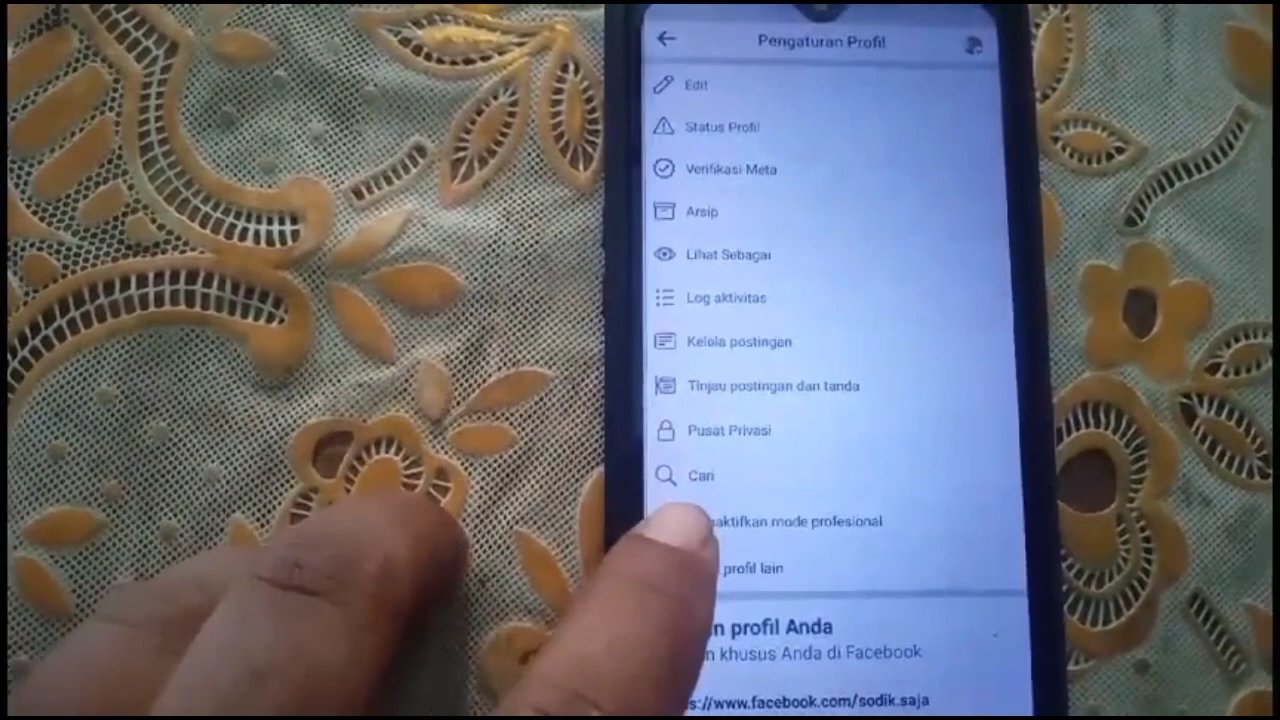 Pengaturan Profil
Edit
Status Profil
Verifikasi Meta
Arsip
Lihat Sebagai
Log aktivitas
Kelola postingan
Tinjau postingan dan tanda
Pusat Privasi
Cari
aktifkan mode profesional
profil lain
n profil Anda
n khusus Anda di Facebook
s://www.facebook.com/sodik.saja